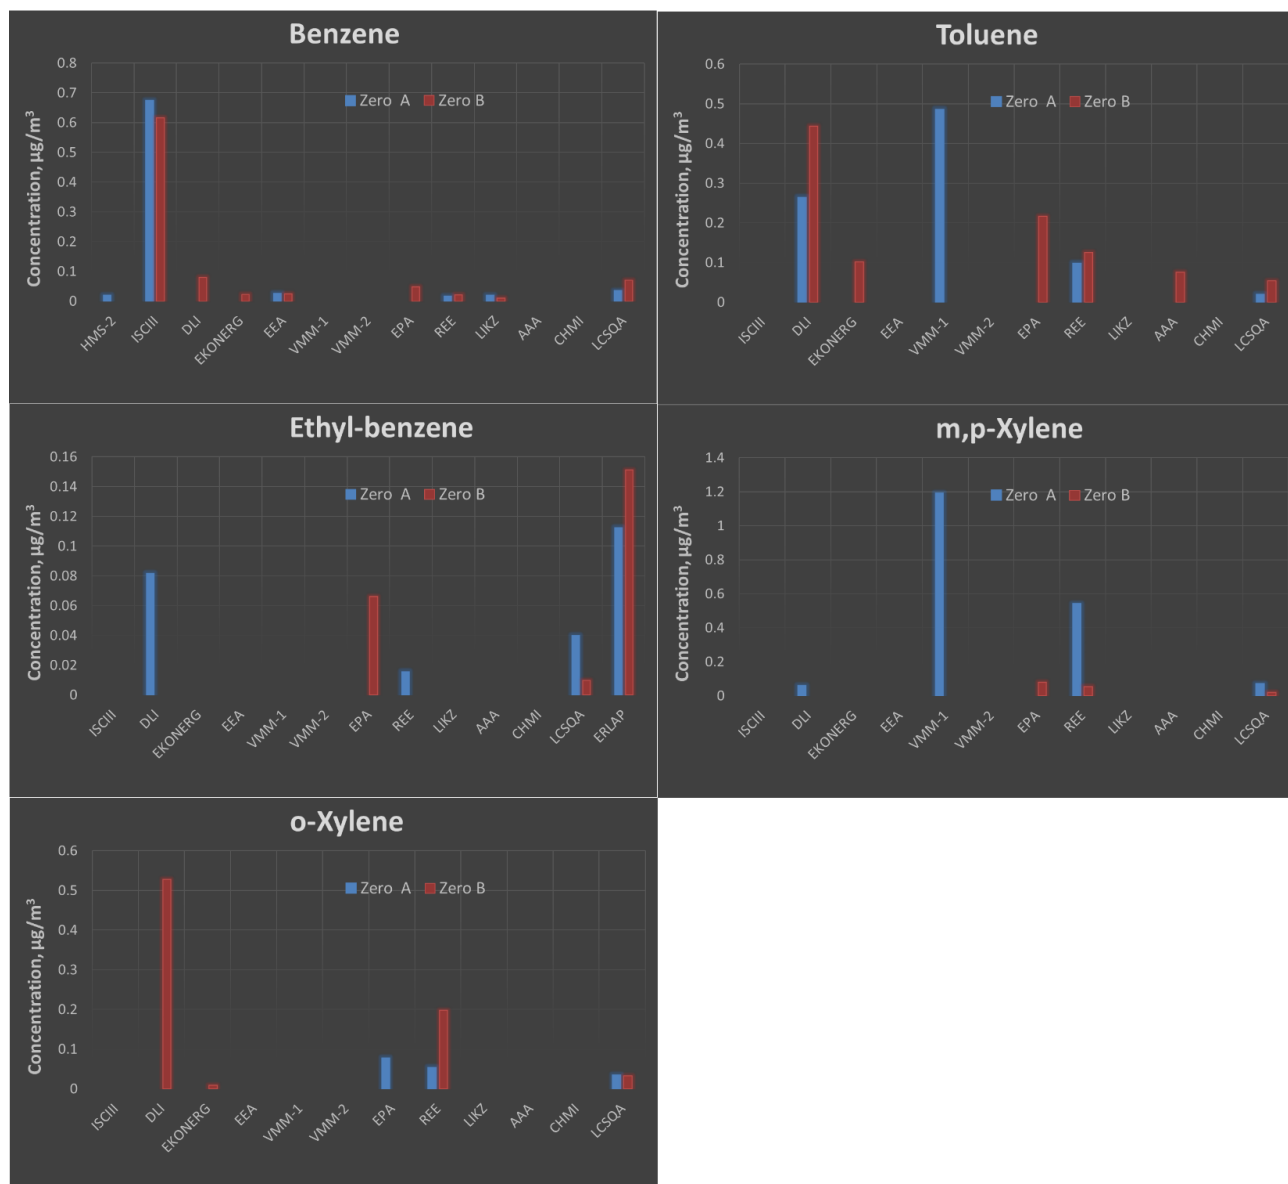 Benzene
Concentration, µg/m³
0.8
0.7
0.6
0.5
0.4
0.3
0.2
0.1
0
Zero A Zero B
HMS-2 ISCIII DLI EKONERG EEA VMM-1 VMM-2 EPA REE LIKZ AAA CHMI LCSQA
Toluene
Concentration, µg/m³
0.6
0.5
0.4
0.3
0.2
0.1
0
Zero A Zero B
ISCIII DLI EKONERG EEA VMM-1 VMM-2 EPA REE LIKZ AAA CHMI LCSQA
Ethyl-benzene
Concentration, µg/m³
0.16
0.14
0.12
0.1
0.08
0.06
0.04
0.02
0
Zero A Zero B
ISCIII DLI EKONERG EEA VMM-1 VMM-2 EPA REE LIKZ AAA CHMI LCSQA ERLAP
m,p-Xylene
Concentration, µg/m³
1.4
1.2
1
0.8
0.6
0.4
0.2
0
Zero A Zero B
ISCIII DLI EKONERG EEA VMM-1 VMM-2 EPA REE LIKZ AAA CHMI LCSQA
o-Xylene
Concentration, µg/m³
0.6
0.5
0.4
0.3
0.2
0.1
0
Zero A Zero B
ISCIII DLI EKONERG EEA VMM-1 VMM-2 EPA REE LIKZ AAA CHMI LCSQA